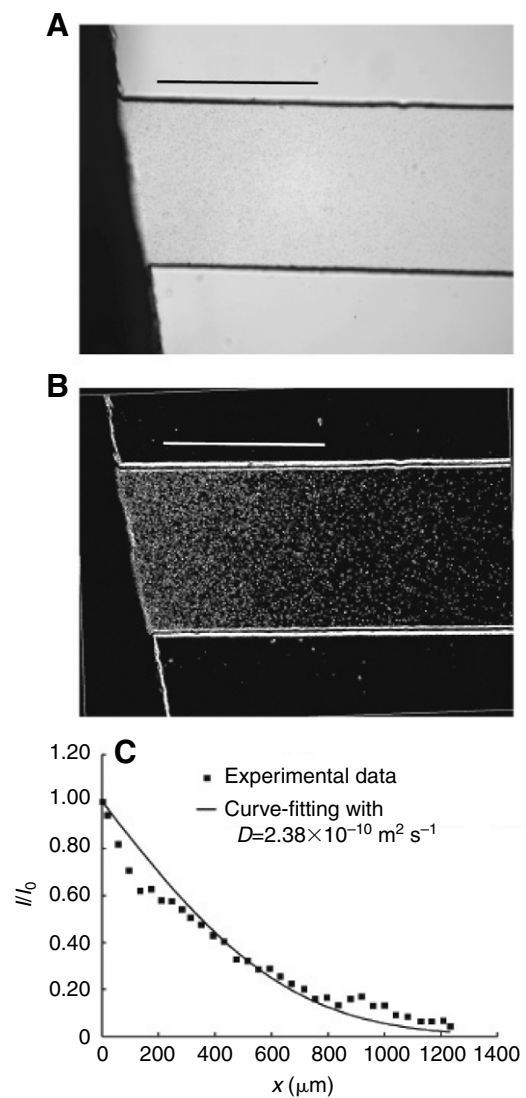 A
B
C
1.20
1.00
0.80
0.60
0.40
0.20
0
I/I₀
Experimental data
Curve-fitting with
D=2.38×10⁻¹⁰ m² s⁻¹
0 200 400 600 800 1000 1200 1400
x (μm)